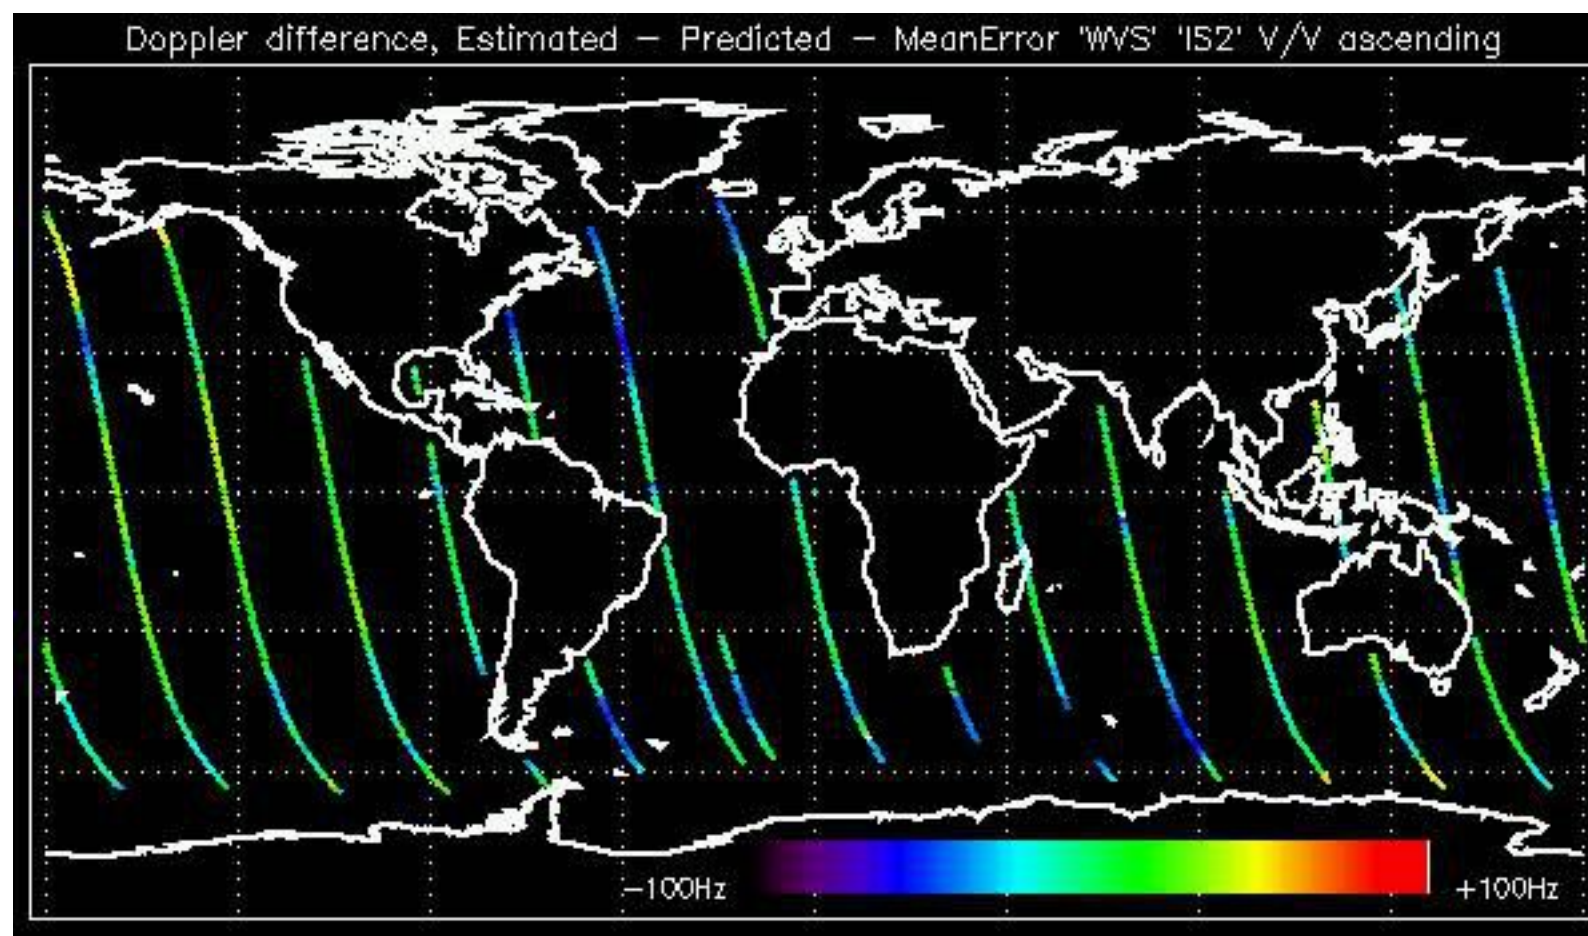 Doppler difference, Estimated − Predicted − MeanError 'WVS' 'IS2' V/V ascending
−100Hz
+100Hz